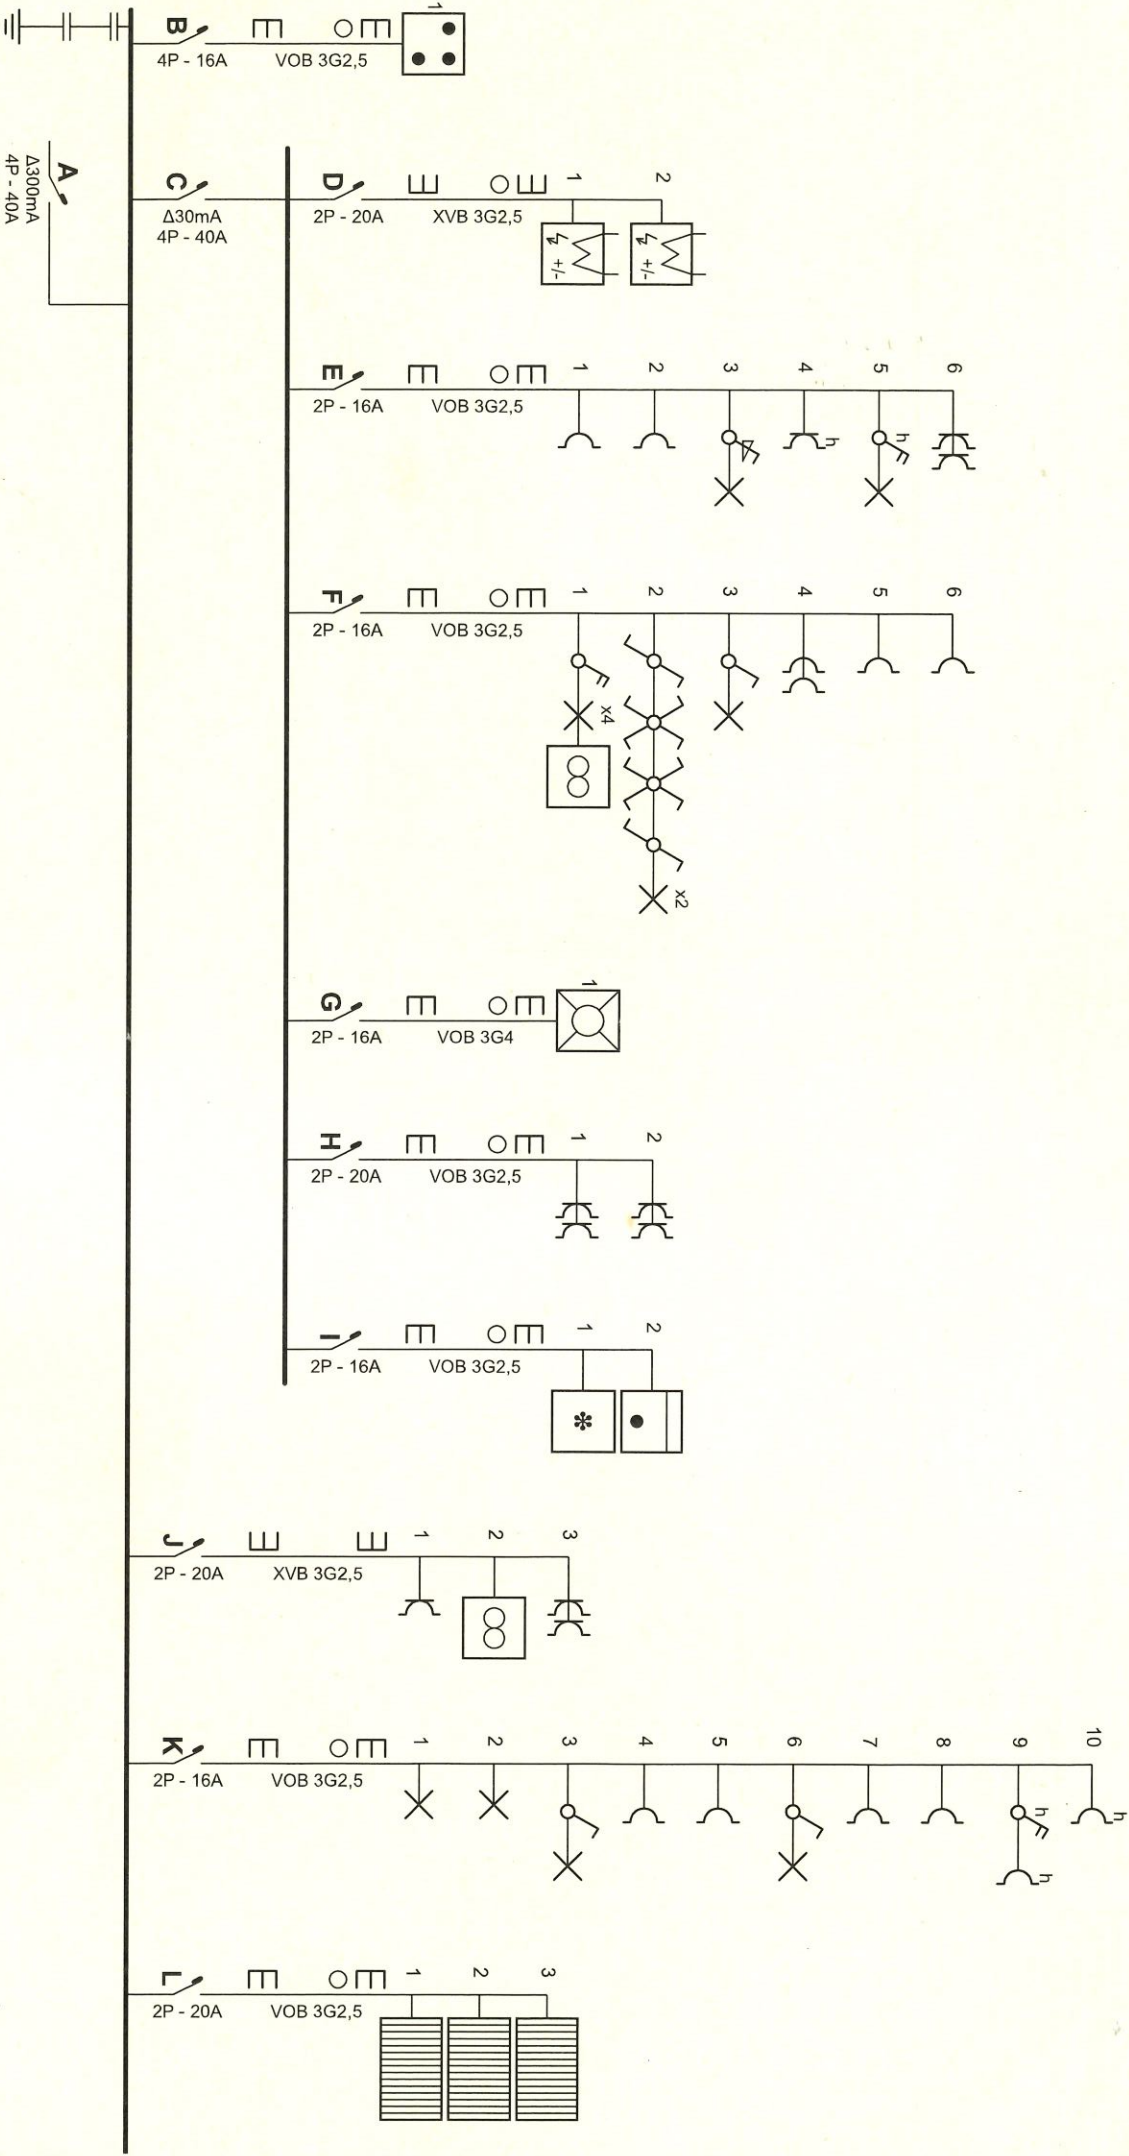 A
Δ300mA
4P - 40A
B
4P - 16A
VOB 3G2,5
1
C
Δ30mA
4P - 40A
D
2P - 20A
XVB 3G2,5
1
+/-
2
+/-
E
2P - 16A
VOB 3G2,5
1
2
3
4
h
5
h
6
F
2P - 16A
VOB 3G2,5
1
x4
2
x2
3
4
5
6
G
2P - 16A
VOB 3G4
1
H
2P - 20A
VOB 3G2,5
1
2
I
2P - 16A
VOB 3G2,5
1
2
J
2P - 20A
XVB 3G2,5
1
2
3
K
2P - 16A
VOB 3G2,5
1
2
3
4
5
6
7
8
9
h
h
10
h
L
2P - 20A
VOB 3G2,5
1
2
3